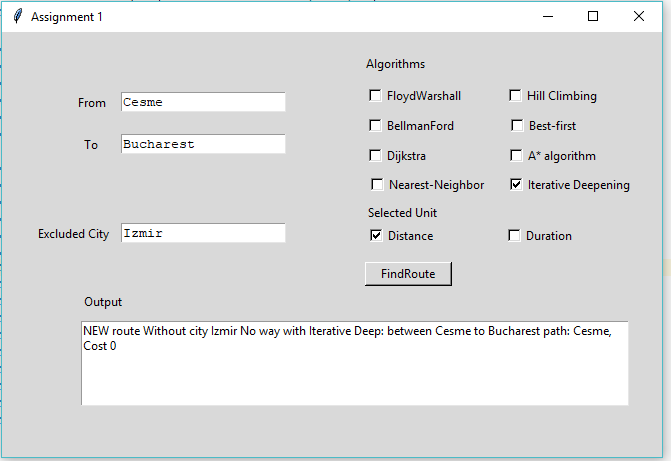 Assignment 1
Algorithms
From Cesme
FloydWarshall Hill Climbing
To Bucharest
BellmanFord Best-first
Dijkstra A* algorithm
Nearest-Neighbor Iterative Deepening
Selected Unit
Excluded City Izmir
Distance Duration
FindRoute
Output
NEW route Without city Izmir No way with Iterative Deep: between Cesme to Bucharest path: Cesme,
Cost 0